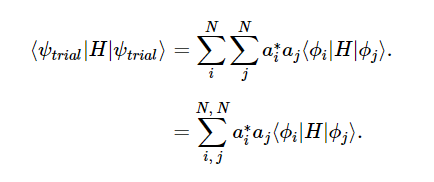 ⟨ψ_trial|H|ψ_trial⟩ = ∑_i^N ∑_j^N a_i^* a_j⟨ϕ_i|H|ϕ_j⟩.
= ∑_{i,j}^{N,N} a_i^* a_j⟨ϕ_i|H|ϕ_j⟩.